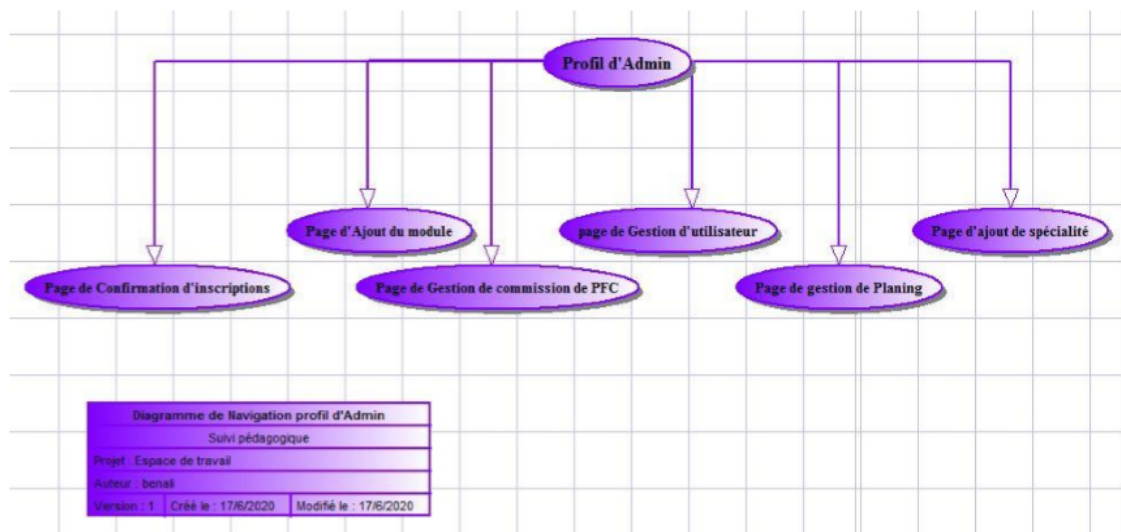 Profil d'Admin
Page d'Ajout du module
page de Gestion d'utilisateur
Page d'ajout de spécialité
Page de Confirmation d'inscriptions
Page de Gestion de commission de PFC
Page de gestion de Planing
Diagramme de Navigation profil d'Admin
Suivi pédagogique
Projet : Espace de travail
Auteur : benali
Version : 1 Créé le : 17/6/2020 Modifié le : 17/6/2020